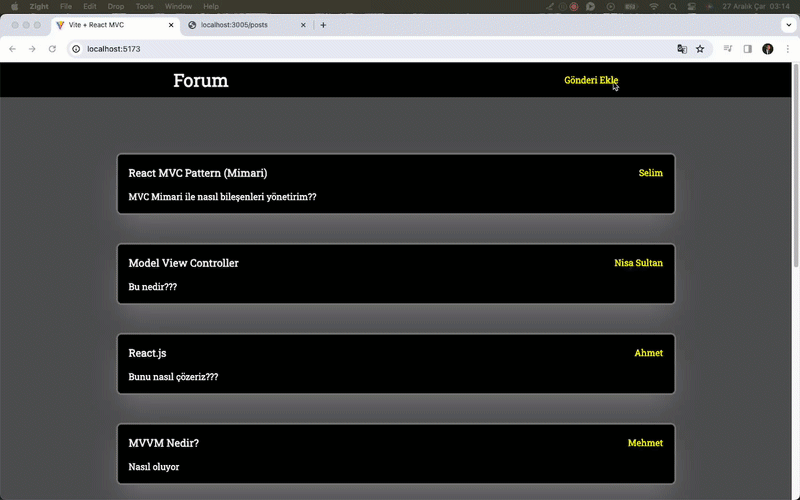 Zight File Edit Drop Tools Window Help 27 Aralık Çar 03:14
Vite + React MVC localhost:3005/posts
localhost:5173
Forum Gönderi Ekle
React MVC Pattern (Mimari) Selim
MVC Mimari ile nasıl bileşenleri yönetirim??
Model View Controller Nisa Sultan
Bu nedir???
React.js Ahmet
Bunu nasıl çözeriz???
MVVM Nedir? Mehmet
Nasıl oluyor